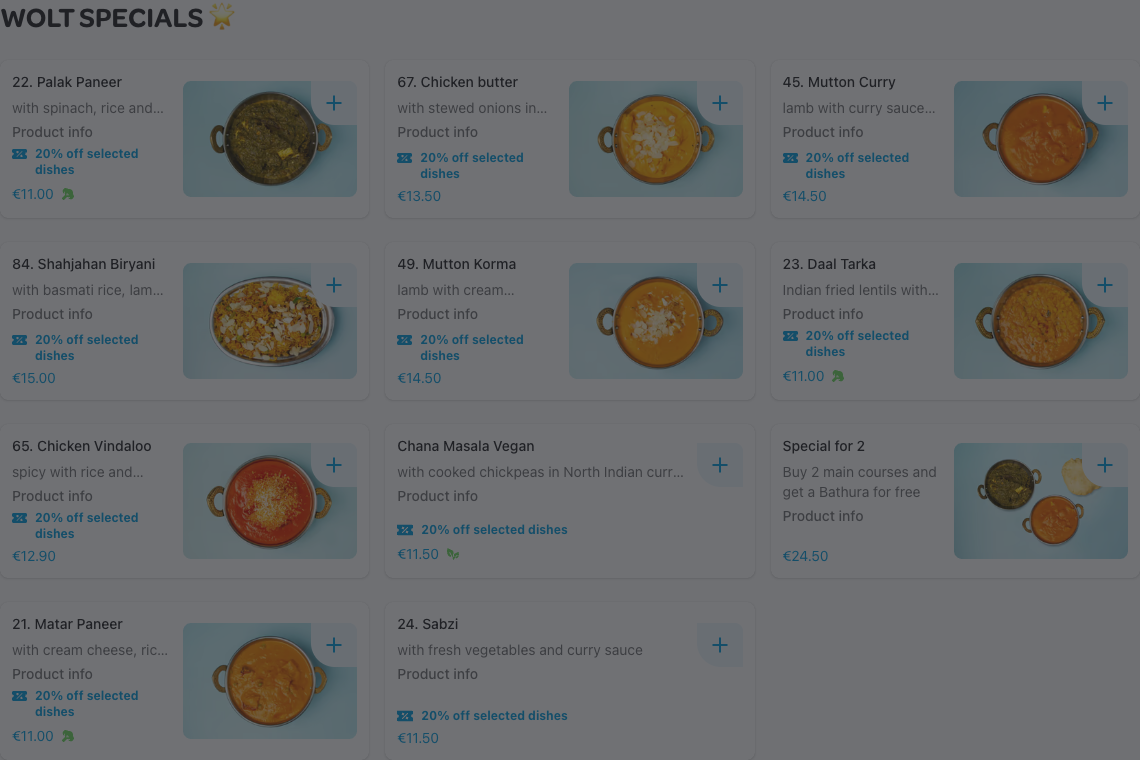 WOLT SPECIALS 🌟
22. Palak Paneer
with spinach, rice and...
Product info
20% off selected
dishes
€11.00
67. Chicken butter
with stewed onions in...
Product info
20% off selected
dishes
€13.50
45. Mutton Curry
lamb with curry sauce...
Product info
20% off selected
dishes
€14.50
84. Shahjahan Biryani
with basmati rice, lam...
Product info
20% off selected
dishes
€15.00
49. Mutton Korma
lamb with cream...
Product info
20% off selected
dishes
€14.50
23. Daal Tarka
Indian fried lentils with...
Product info
20% off selected
dishes
€11.00
65. Chicken Vindaloo
spicy with rice and...
Product info
20% off selected
dishes
€12.90
Chana Masala Vegan
with cooked chickpeas in North Indian curr...
Product info
20% off selected dishes
€11.50
Special for 2
Buy 2 main courses and
get a Bathura for free
Product info
€24.50
21. Matar Paneer
with cream cheese, ric...
Product info
20% off selected
dishes
€11.00
24. Sabzi
with fresh vegetables and curry sauce
Product info
20% off selected dishes
€11.50